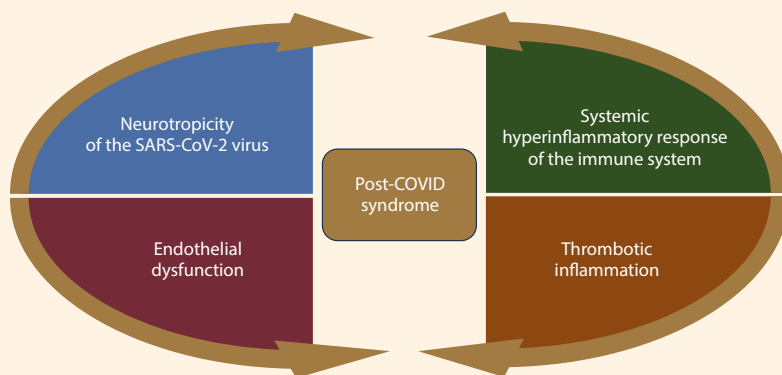 Neurotropicity
of the SARS-CoV-2 virus
Systemic
hyperinflammatory response
of the immune system
Post-COVID
syndrome
Endothelial
dysfunction
Thrombotic
inflammation